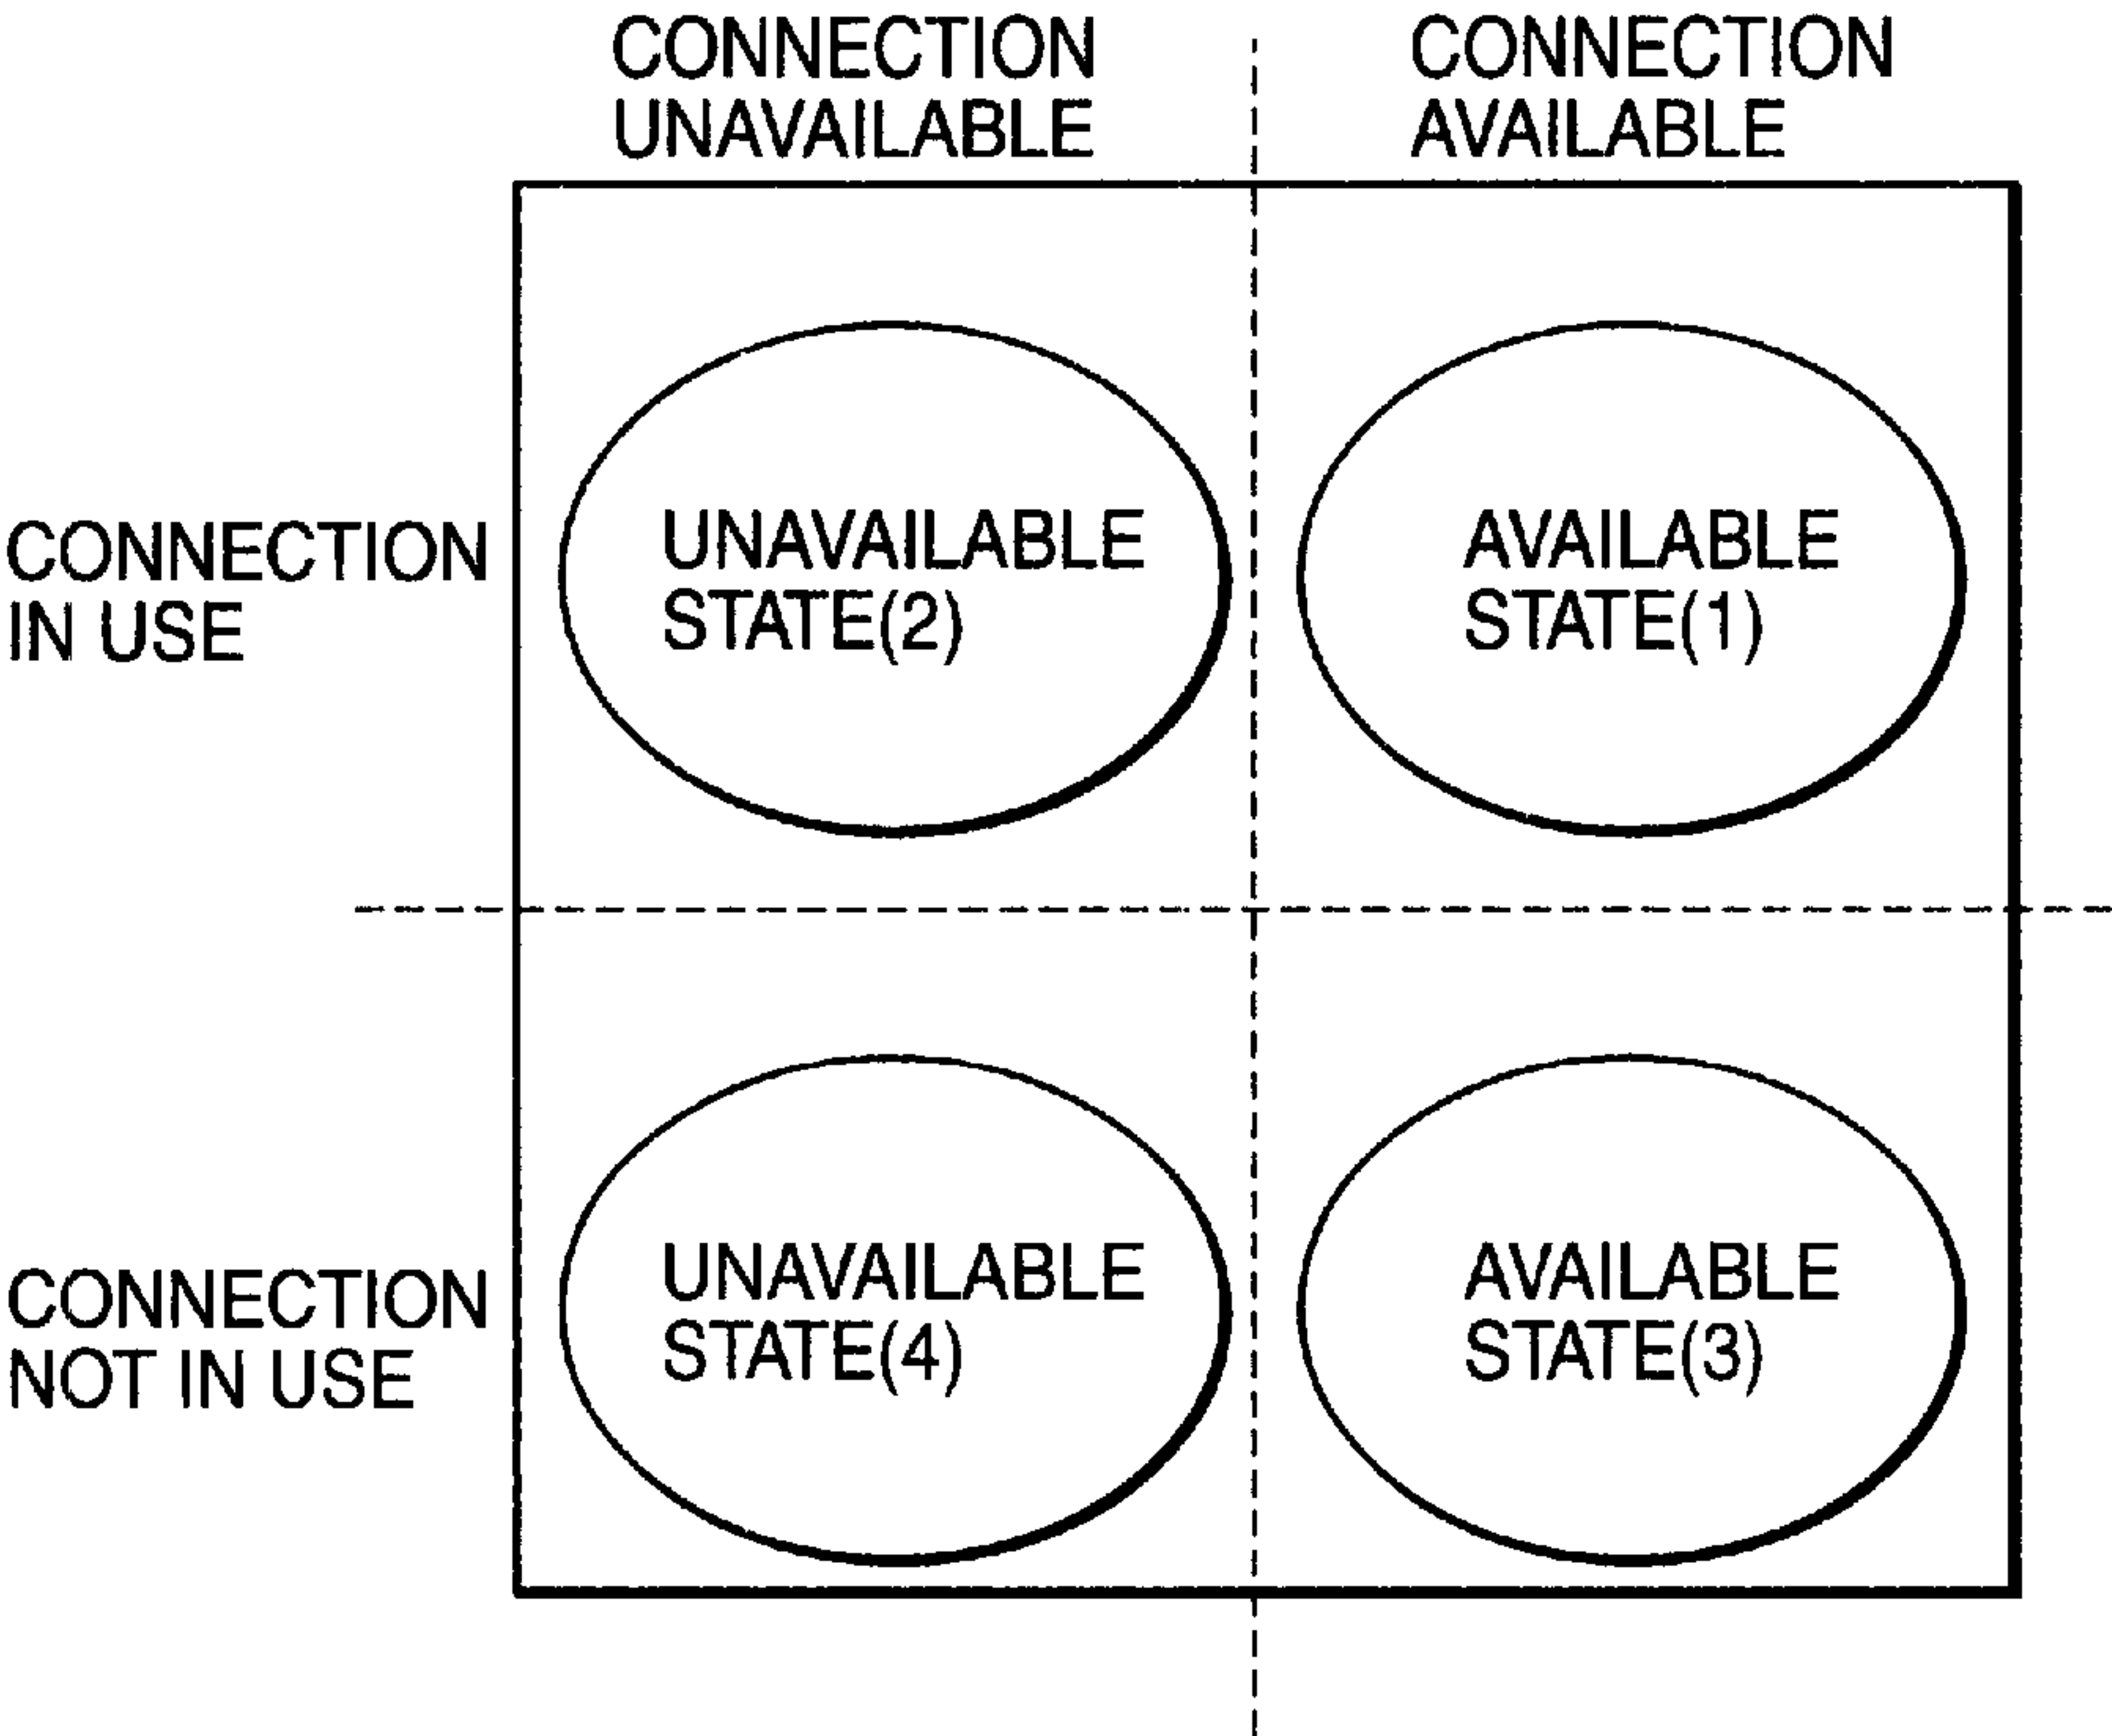 CONNECTION
UNAVAILABLE
CONNECTION
AVAILABLE
CONNECTION
IN USE
UNAVAILABLE
STATE(2)
AVAILABLE
STATE(1)
CONNECTION
NOT IN USE
UNAVAILABLE
STATE(4)
AVAILABLE
STATE(3)